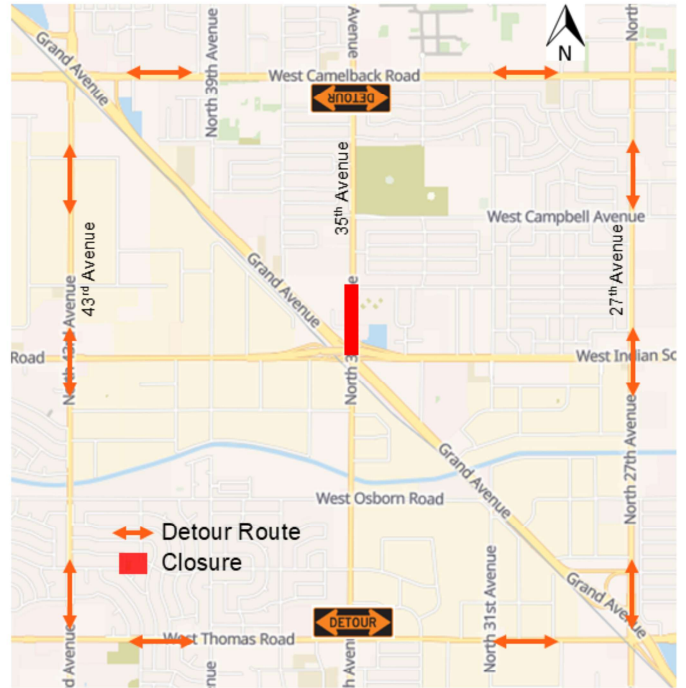 Grand Avenue
North 39th Avenue
Avenue
North
N
West Camelback Road
DETOUR
35th Avenue
West Campbell Avenue
43rd Avenue
27th Avenue
Grand Avenue
North 43rd Avenue
Road
North 3
e
West Indian Sc
North 27th Avenue
Grand Avenue
West Osborn Road
Detour Route
Closure
North 31st Avenue
Grand Avenue
DETOUR
West Thomas Road
d Avenue
nue
h Aven